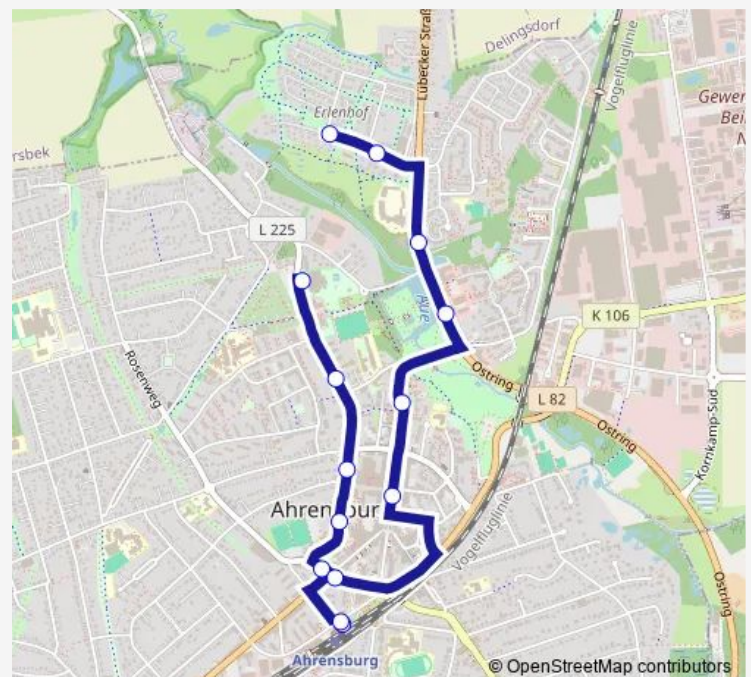 Delingsdorf
Lübecker Straß
Vogelfluglinie
Erlenhof
Gewer
Bei
N
rsbek
L 225
Aue
K 106
Rosenweg
Ostring
L 82
Ostring
Kornkamp-Süd
Ahrensbur
Vogelfluglinie
Ostring
Ahrensburg
© OpenStreetMap contributors